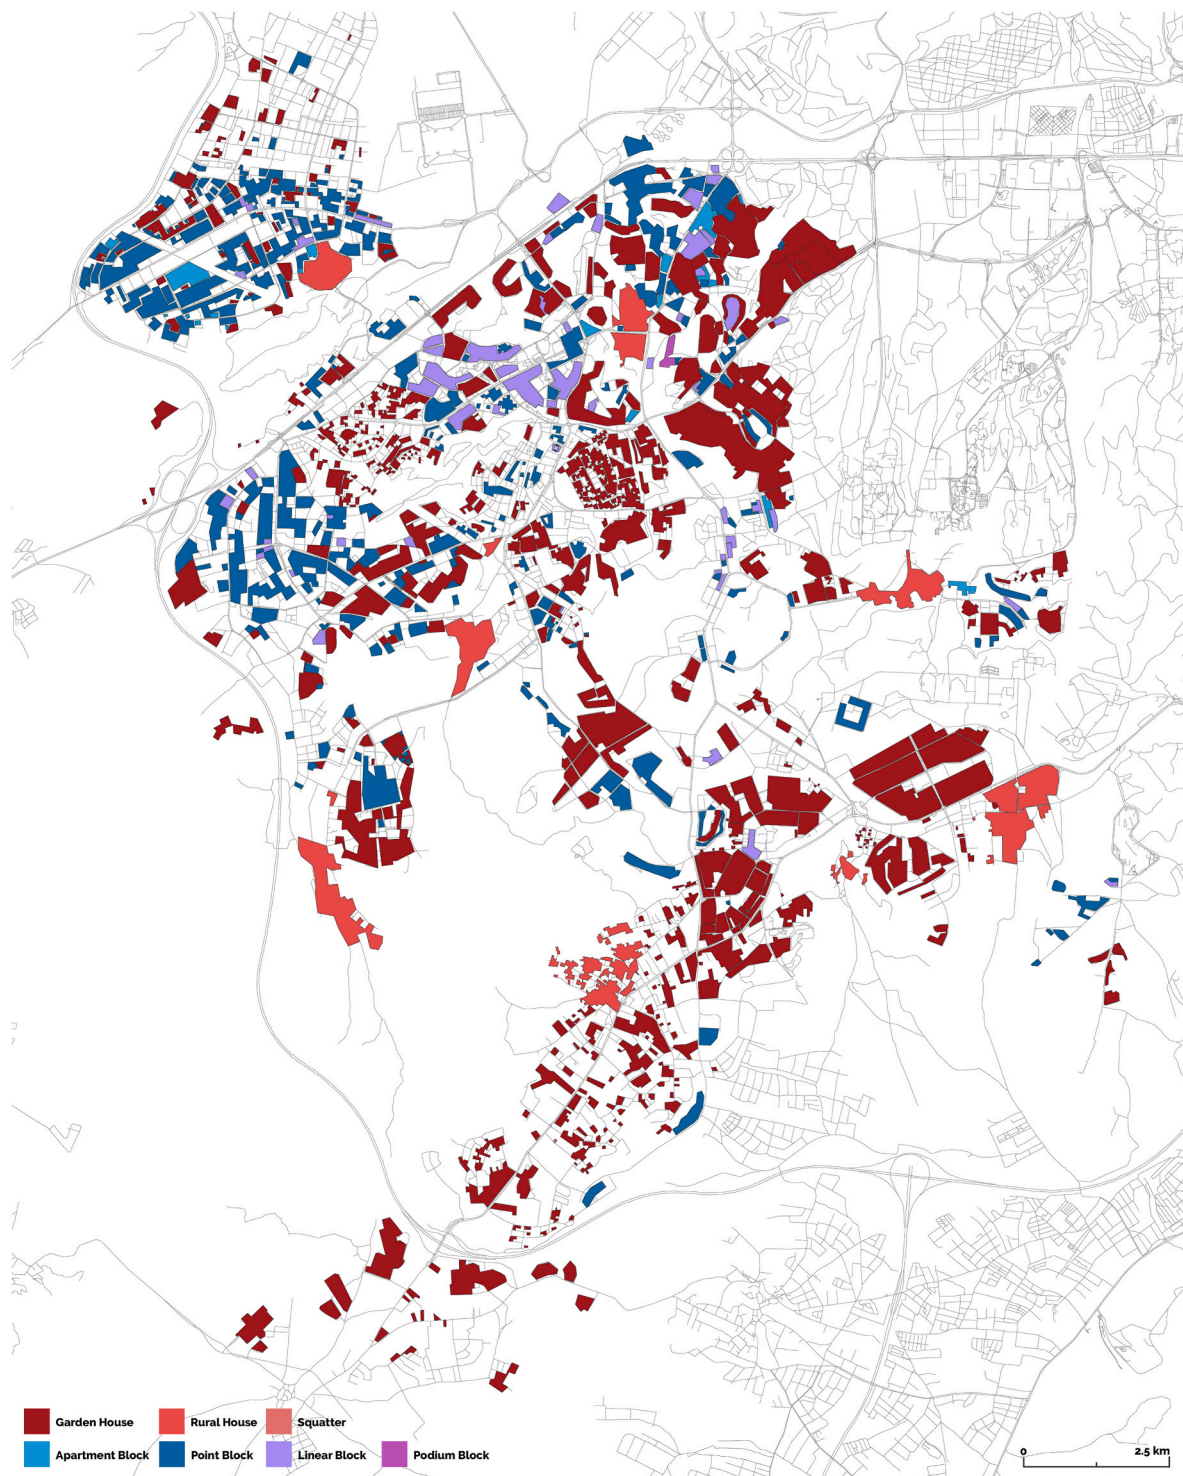 Garden House Rural House Squatter
Apartment Block Point Block Linear Block Podium Block
0 2.5 km